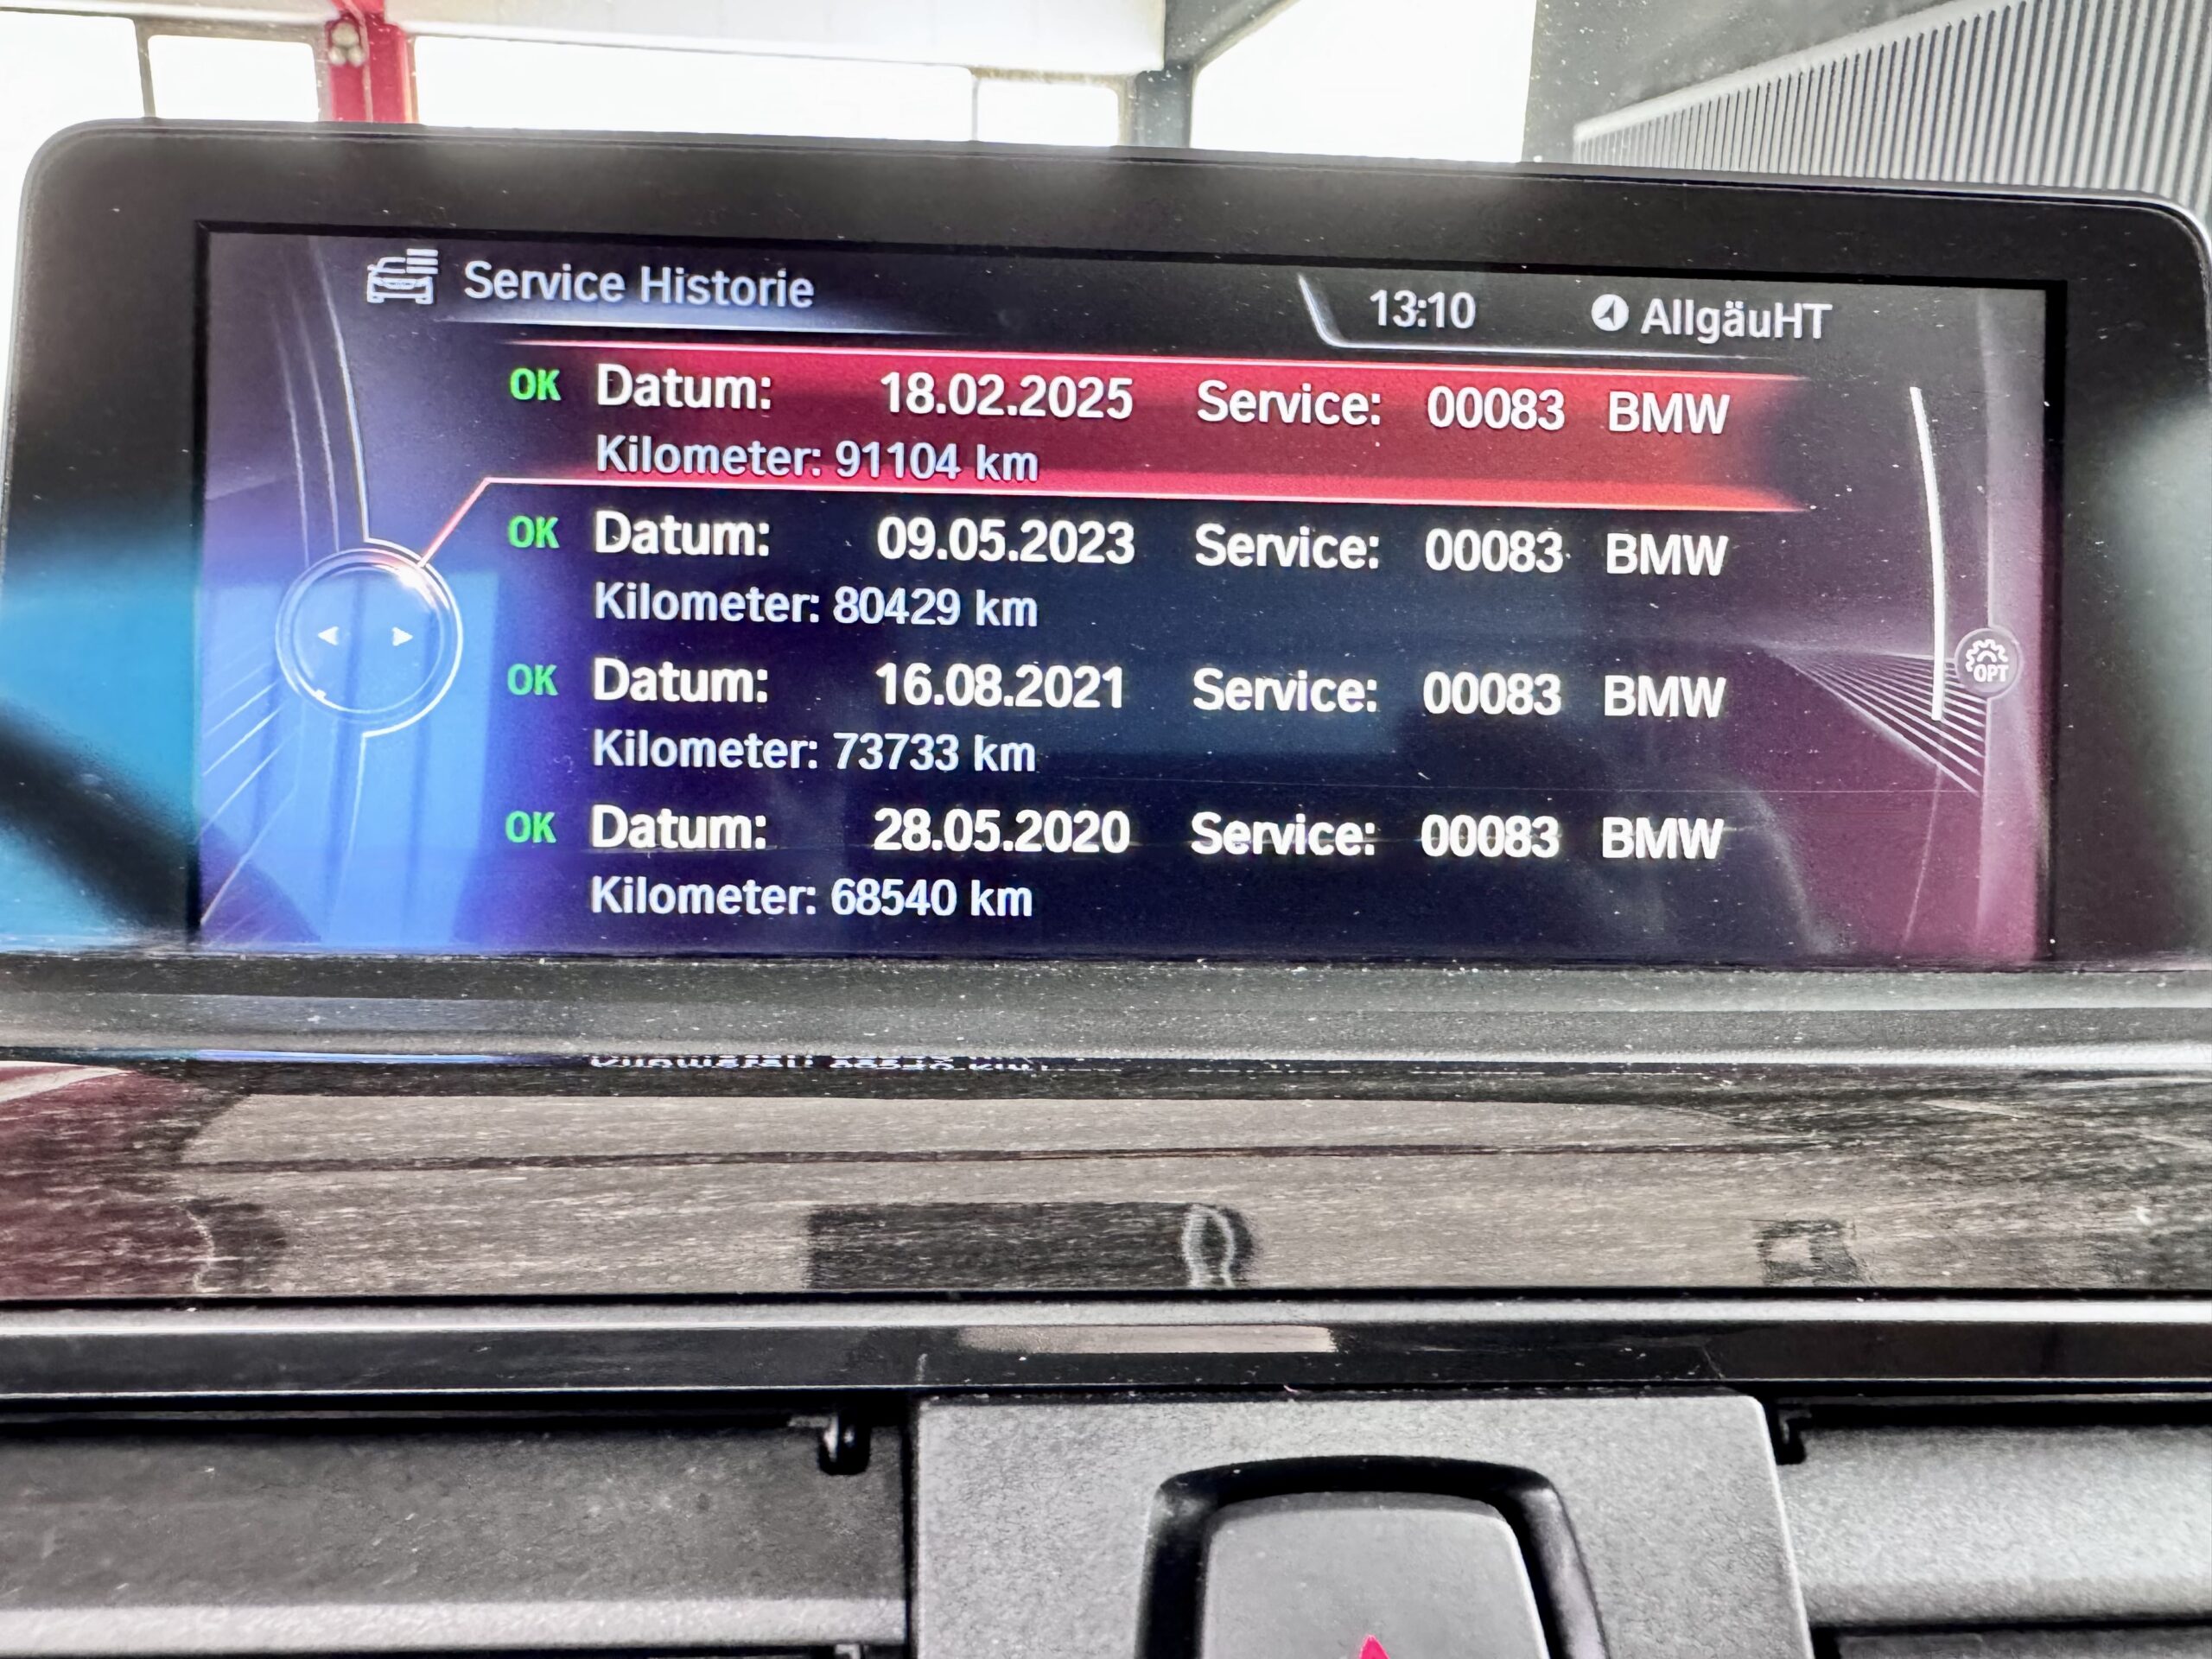 Service Historie
13:10 AllgäuHT
OK Datum: 18.02.2025 Service: 00083 BMW
Kilometer: 91104 km
OK Datum: 09.05.2023 Service: 00083 BMW
Kilometer: 80429 km
OK Datum: 16.08.2021 Service: 00083 BMW
Kilometer: 73733 km
OK Datum: 28.05.2020 Service: 00083 BMW
Kilometer: 68540 km
OPT